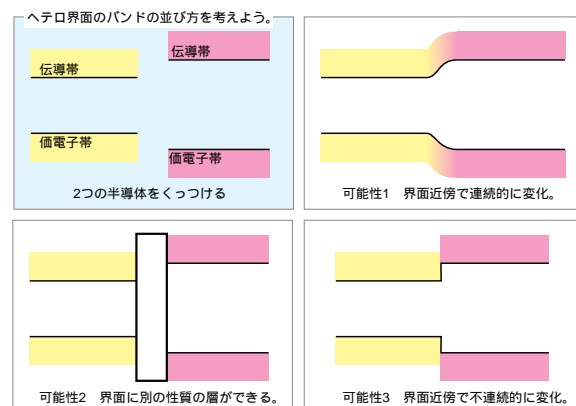 ヘテロ界面のバンドの並び方を考えよう。
伝導帯
伝導帯
価電子帯
価電子帯
2つの半導体をくっつける
可能性1 界面近傍で連続的に変化。
可能性2 界面に別の性質の層ができる。
可能性3 界面近傍で不連続的に変化。